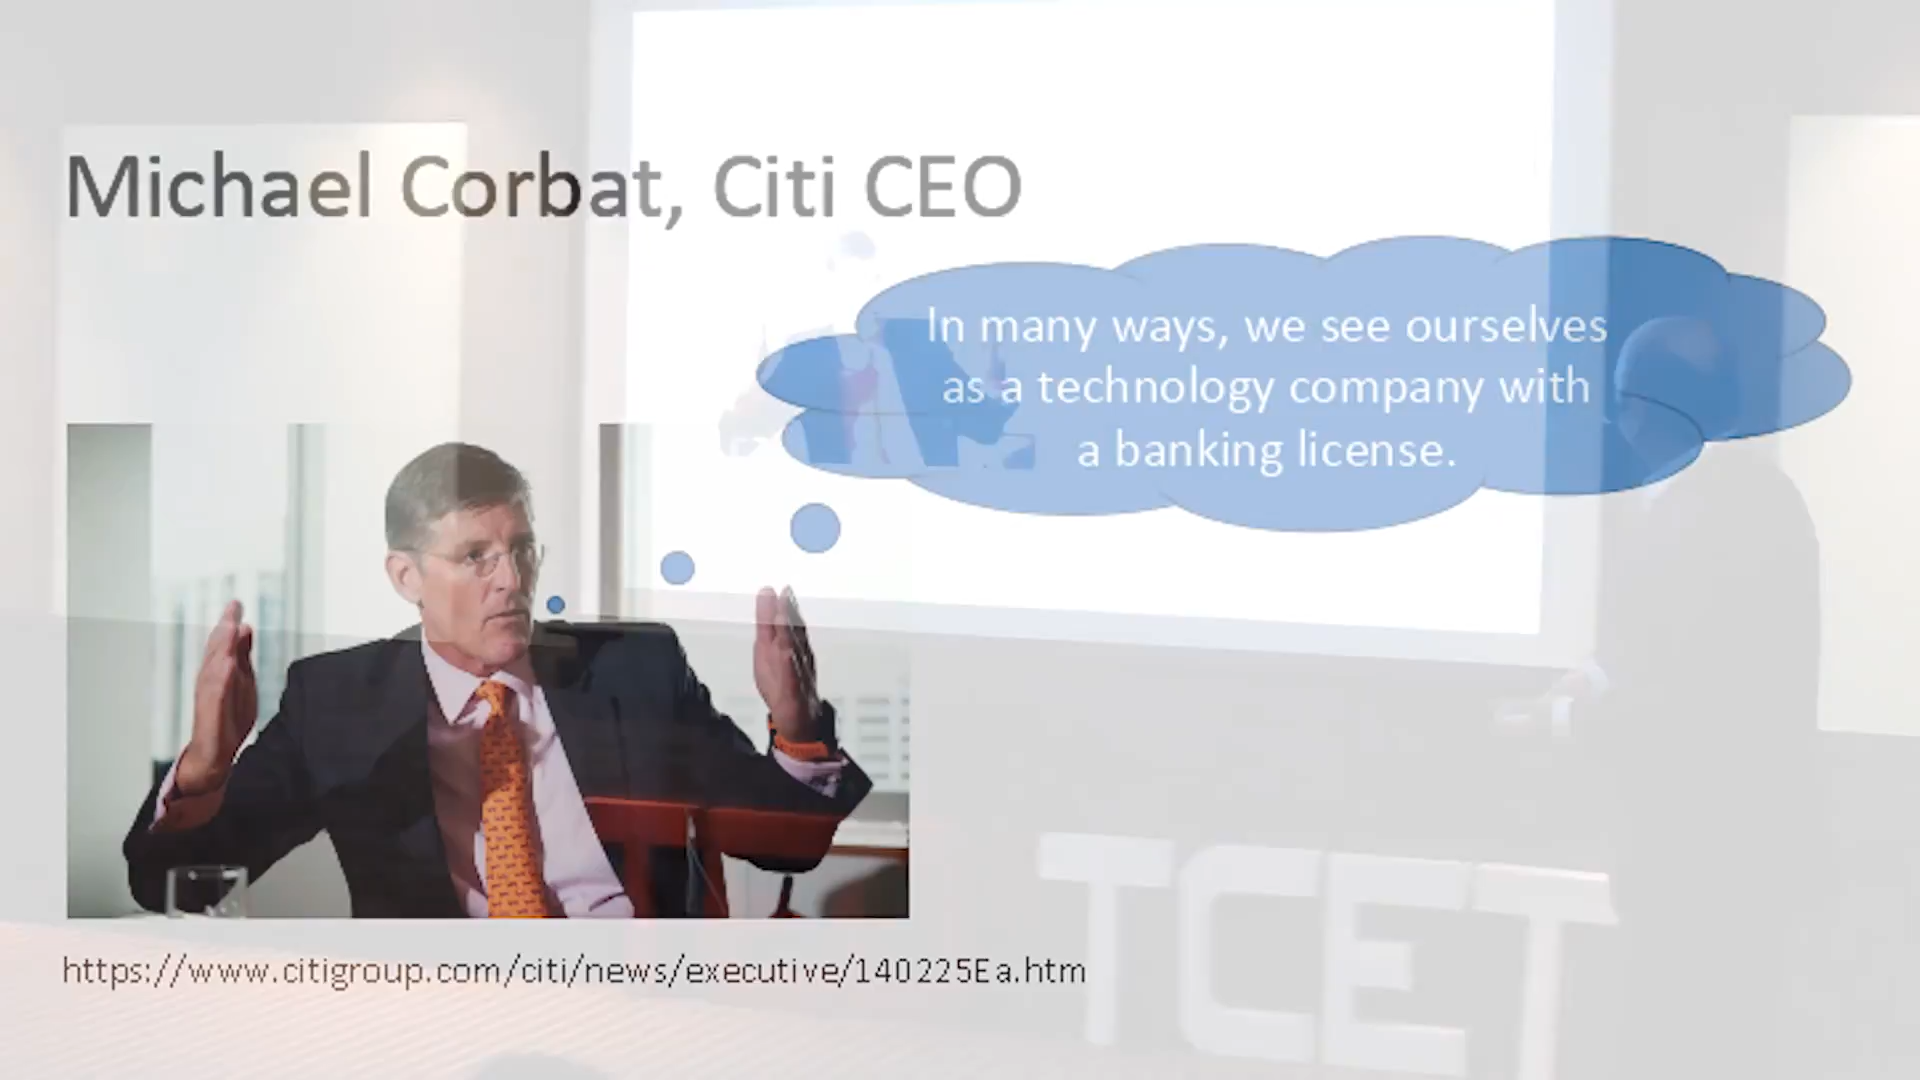 Michael Corbat, Citi CEO
In many ways, we see ourselves
as a technology company with
a banking license.
https://www.citigroup.com/citi/news/executive/140225Ea.htm
TCET